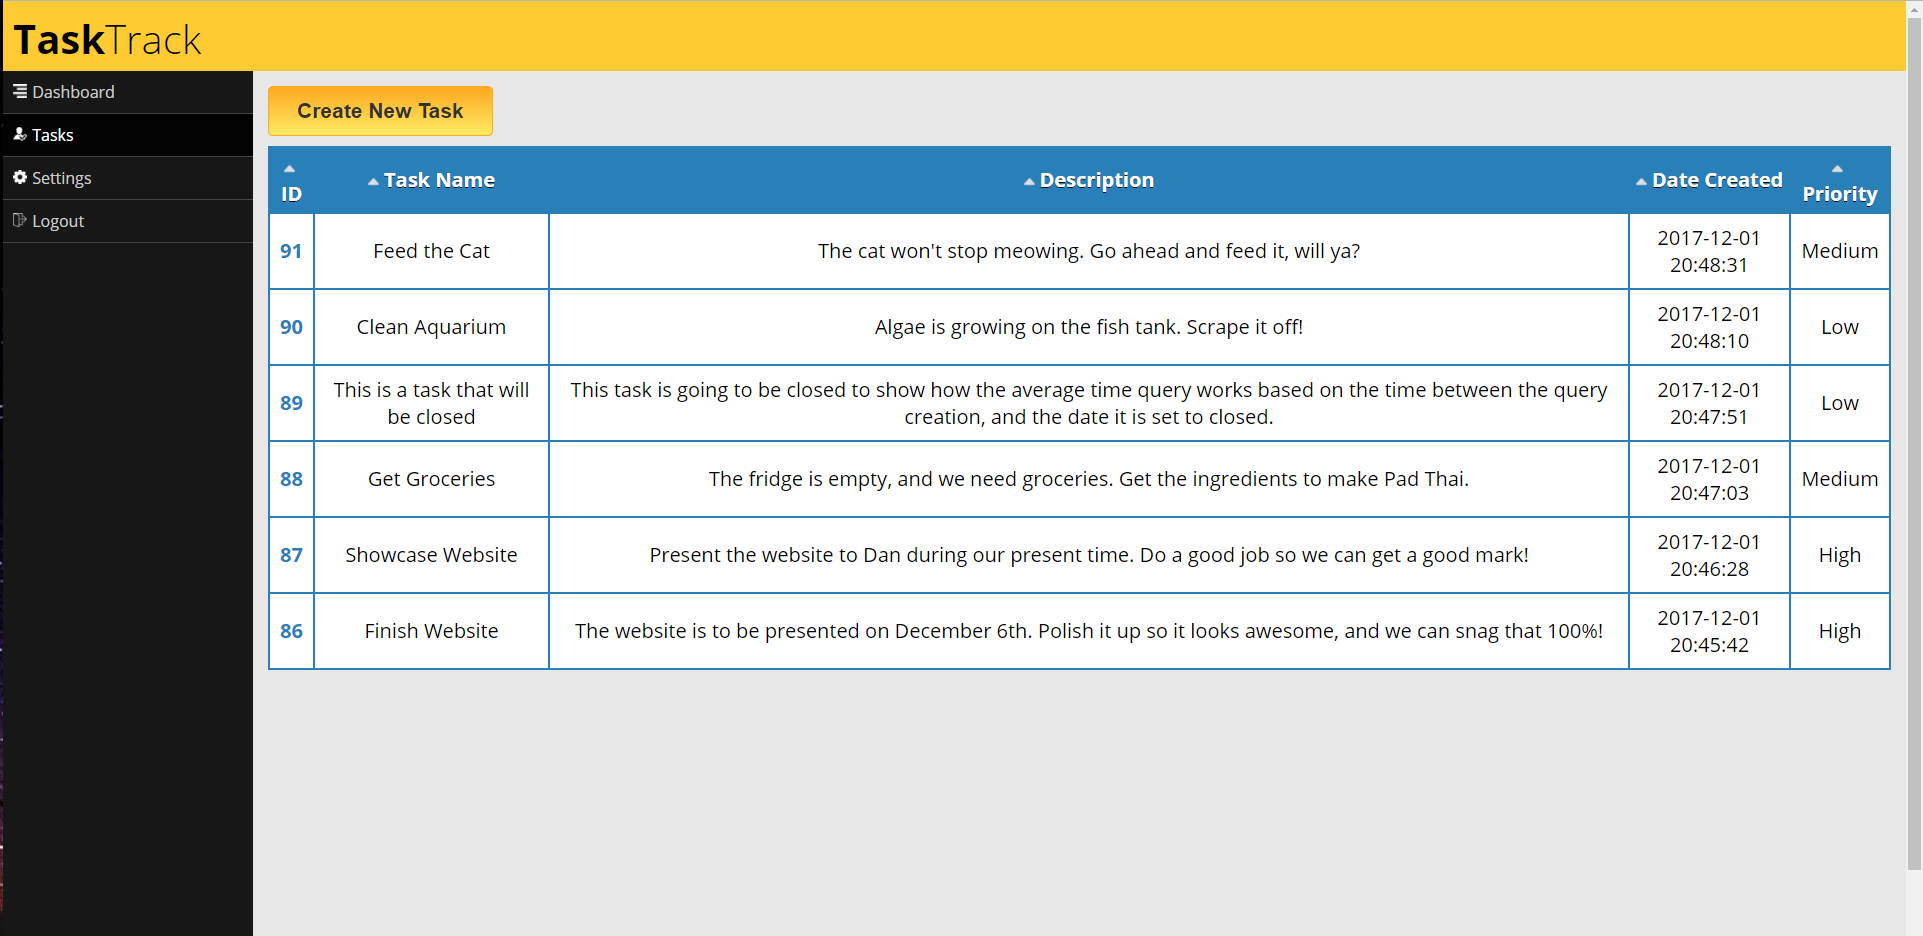 TaskTrack
Dashboard
Tasks
Settings
Logout
Create New Task
ID Task Name Description Date Created Priority
91 Feed the Cat The cat won't stop meowing. Go ahead and feed it, will ya? 2017-12-01 20:48:31 Medium
90 Clean Aquarium Algae is growing on the fish tank. Scrape it off! 2017-12-01 20:48:10 Low
89 This is a task that will be closed This task is going to be closed to show how the average time query works based on the time between the query creation, and the date it is set to closed. 2017-12-01 20:47:51 Low
88 Get Groceries The fridge is empty, and we need groceries. Get the ingredients to make Pad Thai. 2017-12-01 20:47:03 Medium
87 Showcase Website Present the website to Dan during our present time. Do a good job so we can get a good mark! 2017-12-01 20:46:28 High
86 Finish Website The website is to be presented on December 6th. Polish it up so it looks awesome, and we can snag that 100%! 2017-12-01 20:45:42 High